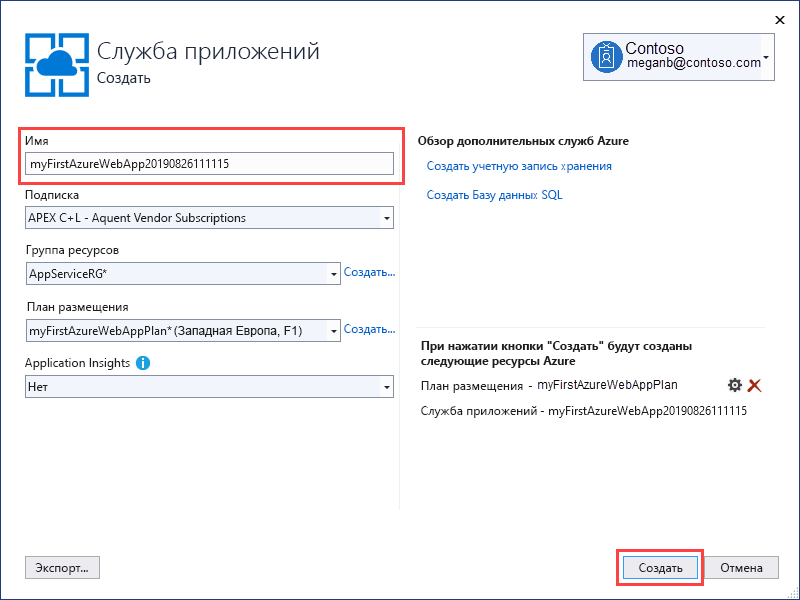 Служба приложений
Создать
Contoso
meganb@contoso.com
Имя
myFirstAzureWebApp20190826111115
Подписка
APEX C+L - Aquent Vendor Subscriptions
Группа ресурсов
AppServiceRG*
Создать...
План размещения
myFirstAzureWebAppPlan* (Западная Европа, F1)
Создать...
Application Insights
Нет
Обзор дополнительных служб Azure
Создать учетную запись хранения
Создать Базу данных SQL
При нажатии кнопки "Создать" будут созданы
следующие ресурсы Azure
План размещения - myFirstAzureWebAppPlan
Служба приложений - myFirstAzureWebApp20190826111115
Экспорт...
Создать
Отмена